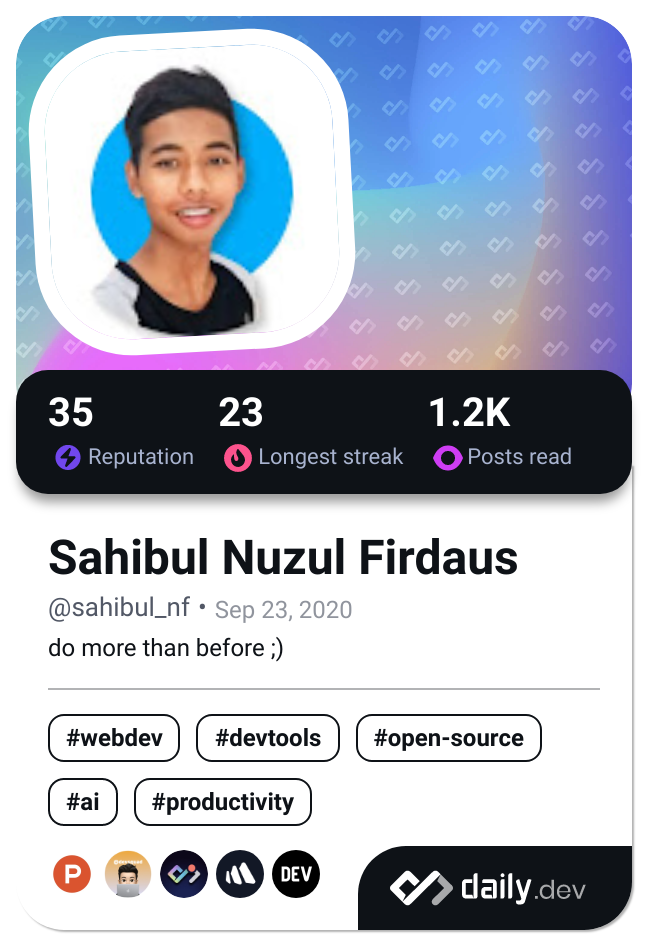 35 23 1.2K
Reputation Longest streak Posts read
Sahibul Nuzul Firdaus
@sahibul_nf • Sep 23, 2020
do more than before ;)
#webdev #devtools #open-source
#ai #productivity
P DEV
daily.dev